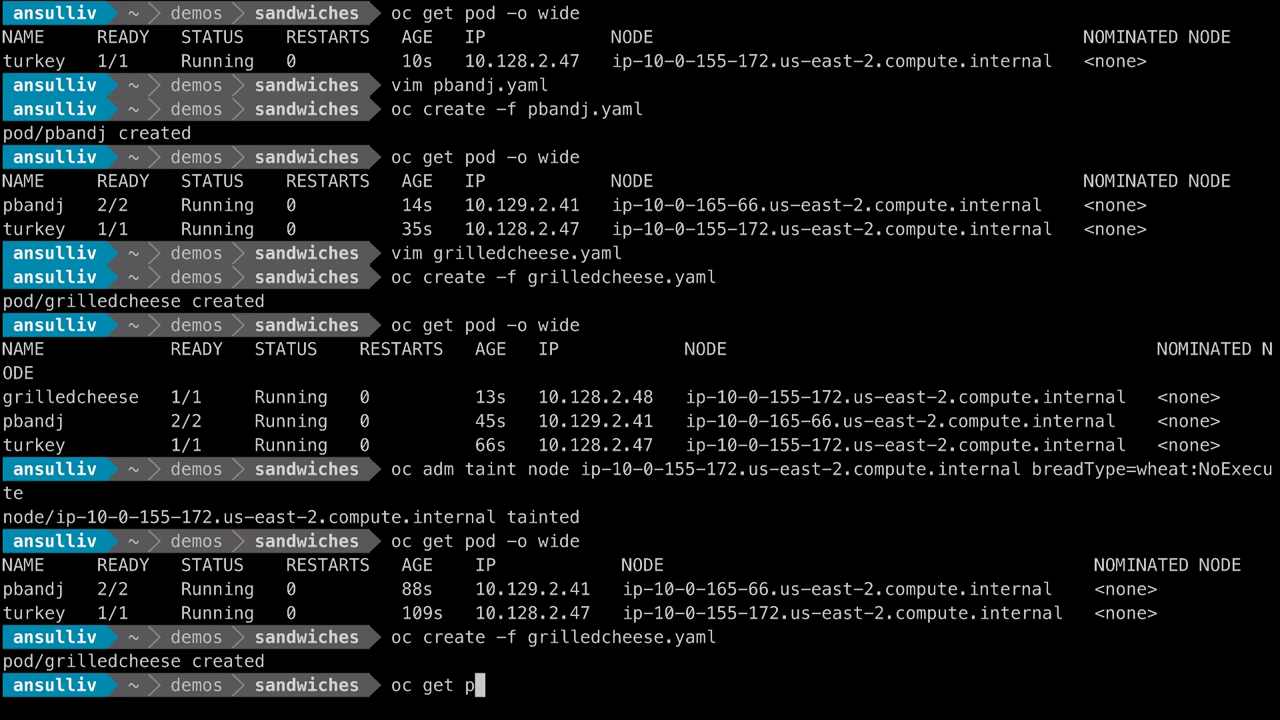 ansulliv ~ demos sandwiches oc get pod -o wide
NAME READY STATUS RESTARTS AGE IP NODE NOMINATED NODE
turkey 1/1 Running 0 10s 10.128.2.47 ip-10-0-155-172.us-east-2.compute.internal <none>
ansulliv ~ demos sandwiches vim pbandj.yaml
ansulliv ~ demos sandwiches oc create -f pbandj.yaml
pod/pbandj created
ansulliv ~ demos sandwiches oc get pod -o wide
NAME READY STATUS RESTARTS AGE IP NODE NOMINATED NODE
pbandj 2/2 Running 0 14s 10.129.2.41 ip-10-0-165-66.us-east-2.compute.internal <none>
turkey 1/1 Running 0 35s 10.128.2.47 ip-10-0-155-172.us-east-2.compute.internal <none>
ansulliv ~ demos sandwiches vim grilledcheese.yaml
ansulliv ~ demos sandwiches oc create -f grilledcheese.yaml
pod/grilledcheese created
ansulliv ~ demos sandwiches oc get pod -o wide
NAME READY STATUS RESTARTS AGE IP NODE NOMINATED N
ODE
grilledcheese 1/1 Running 0 13s 10.128.2.48 ip-10-0-155-172.us-east-2.compute.internal <none>
pbandj 2/2 Running 0 45s 10.129.2.41 ip-10-0-165-66.us-east-2.compute.internal <none>
turkey 1/1 Running 0 66s 10.128.2.47 ip-10-0-155-172.us-east-2.compute.internal <none>
ansulliv ~ demos sandwiches oc adm taint node ip-10-0-155-172.us-east-2.compute.internal breadType=wheat:NoExecu
te
node/ip-10-0-155-172.us-east-2.compute.internal tainted
ansulliv ~ demos sandwiches oc get pod -o wide
NAME READY STATUS RESTARTS AGE IP NODE NOMINATED NODE
pbandj 2/2 Running 0 88s 10.129.2.41 ip-10-0-165-66.us-east-2.compute.internal <none>
turkey 1/1 Running 0 109s 10.128.2.47 ip-10-0-155-172.us-east-2.compute.internal <none>
ansulliv ~ demos sandwiches oc create -f grilledcheese.yaml
pod/grilledcheese created
ansulliv ~ demos sandwiches oc get p